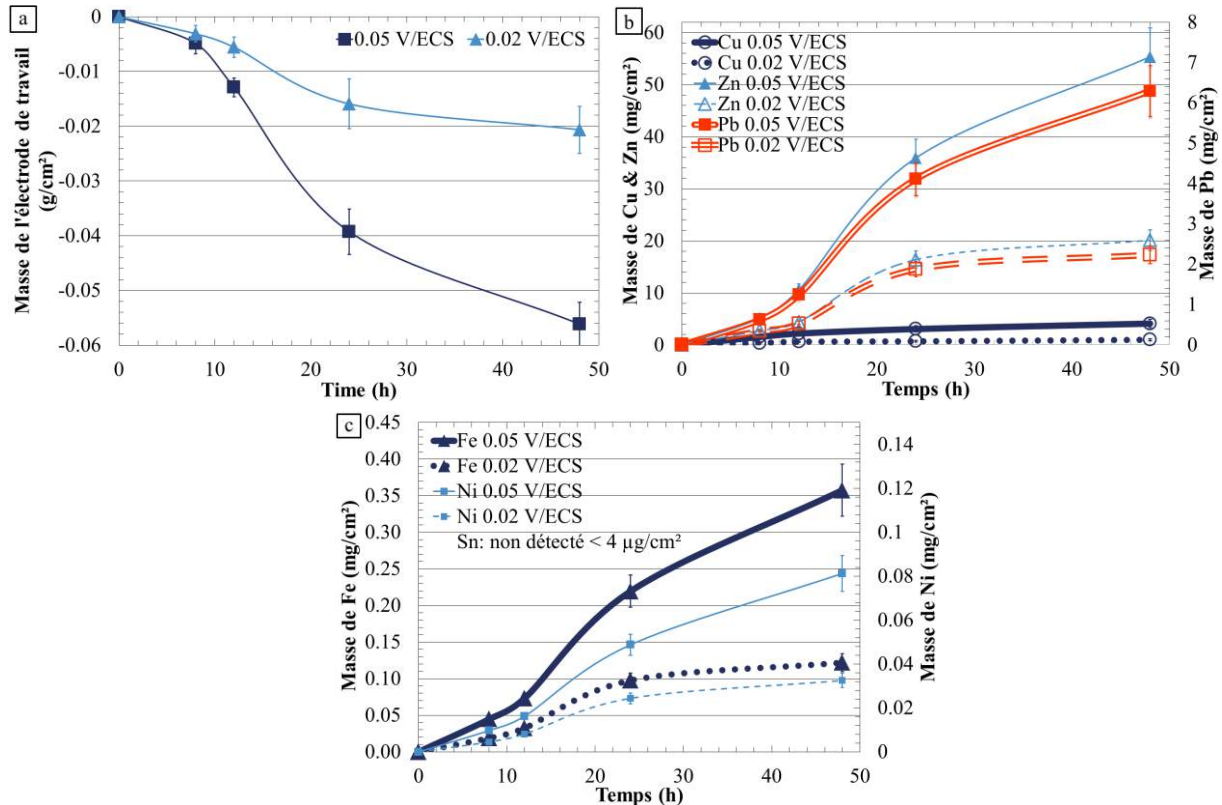 a
0
-0.01
-0.02
-0.03
-0.04
-0.05
-0.06
Masse de l'électrode de travail
(g/cm²)
0.05 V/ECS
0.02 V/ECS
0 10 20 30 40 50
Time (h)
b
60
50
40
30
20
10
0
Masse de Cu & Zn (mg/cm²)
Cu 0.05 V/ECS
Cu 0.02 V/ECS
Zn 0.05 V/ECS
Zn 0.02 V/ECS
Pb 0.05 V/ECS
Pb 0.02 V/ECS
8
7
6
5
4
3
2
1
0
Masse de Pb (mg/cm²)
0 20 40 60
Temps (h)
c
0.45
0.40
0.35
0.30
0.25
0.20
0.15
0.10
0.05
0.00
Masse de Fe (mg/cm²)
Fe 0.05 V/ECS
Fe 0.02 V/ECS
Ni 0.05 V/ECS
Ni 0.02 V/ECS
Sn: non détecté < 4 µg/cm²
0.14
0.12
0.1
0.08
0.06
0.04
0.02
0
Masse de Ni (mg/cm²)
0 10 20 30 40 50
Temps (h)